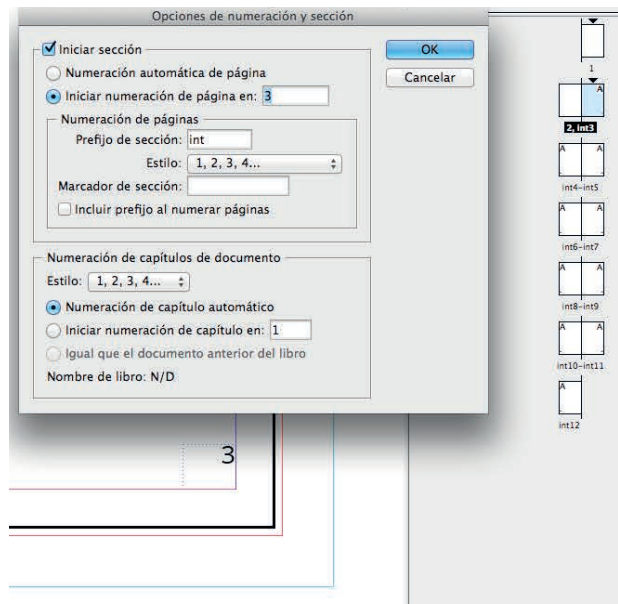 Opciones de numeración y sección
Iniciar sección
Numeración automática de página
Iniciar numeración de página en: 3
Numeración de páginas
Prefijo de sección: int
Estilo: 1, 2, 3, 4...
Marcador de sección:
Incluir prefijo al numerar páginas
Numeración de capítulos de documento
Estilo: 1, 2, 3, 4...
Numeración de capítulo automático
Iniciar numeración de capítulo en: 1
Igual que el documento anterior del libro
Nombre de libro: N/D
OK
Cancelar
3
1
A
2, int3
A A
int4-int5
A A
int6-int7
A A
int8-int9
A A
int10-int11
A
int12